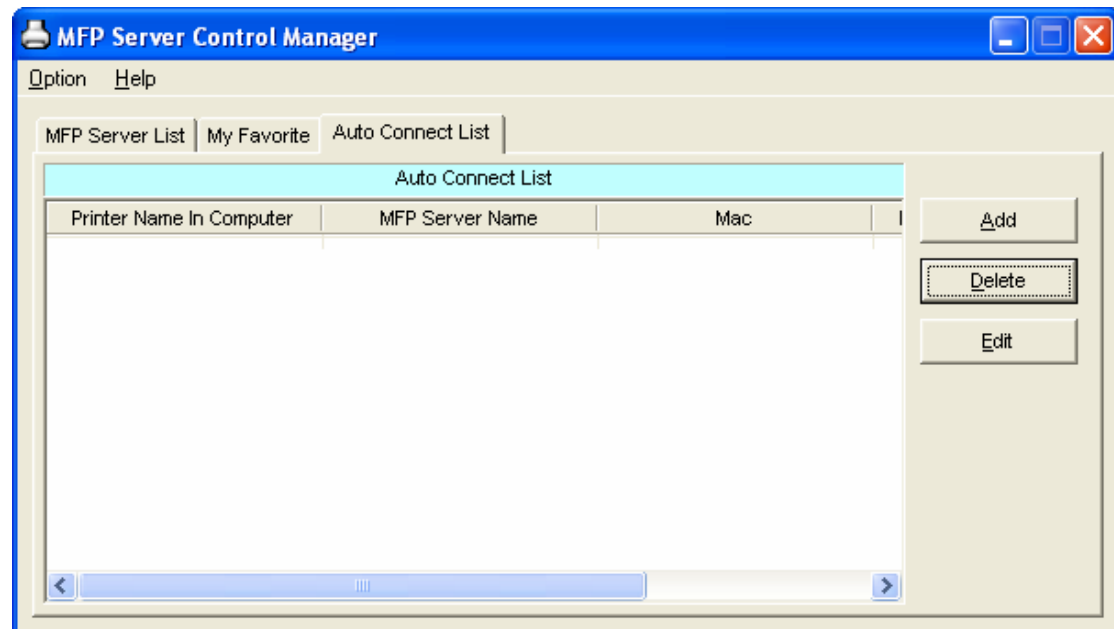 MFP Server Control Manager
Option Help
MFP Server List My Favorite Auto Connect List
Auto Connect List
Printer Name In Computer MFP Server Name Mac
Add
Delete
Edit